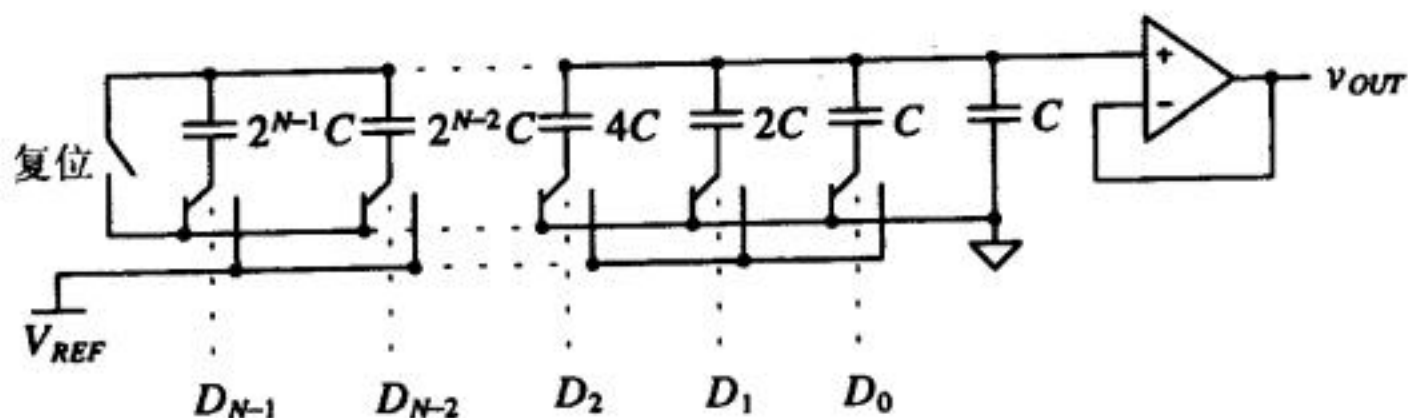 +
-
v_OUT
2^{N-1}C
2^{N-2}C
4C
2C
C
C
复位
V_REF
D_{N-1}
D_{N-2}
D_2
D_1
D_0